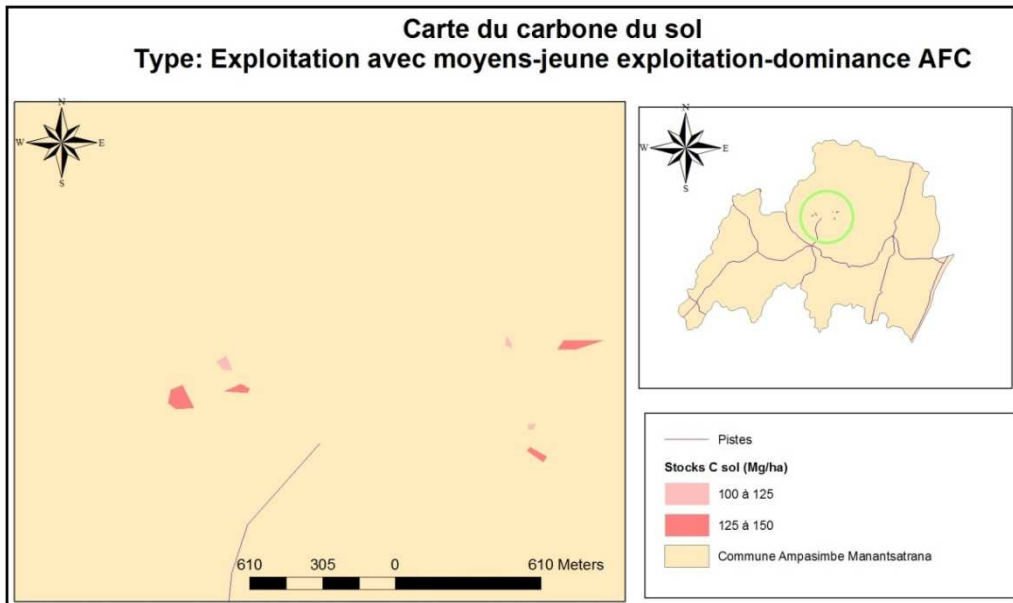 Carte du carbone du sol
Type: Exploitation avec moyens-jeune exploitation-dominance AFC
N
W E
S
N
W E
S
610 305 0 610 Meters
Pistes
Stocks C sol (Mg/ha)
100 à 125
125 à 150
Commune Ampasimbe Manantsatrana